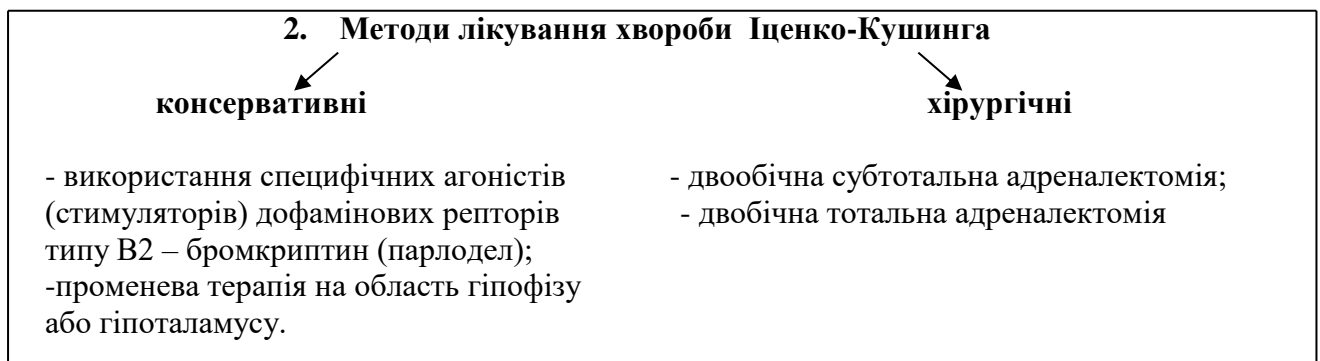 2. Методи лікування хвороби Іценко-Кушинга
консервативні
хірургічні
- використання специфічних агоністів
(стимуляторів) дофамінових репторів
типу В2 – бромкриптин (парлодел);
-променева терапія на область гіпофізу
або гіпоталамусу.
- двообічна субтотальна адреналектомія;
- двобічна тотальна адреналектомія